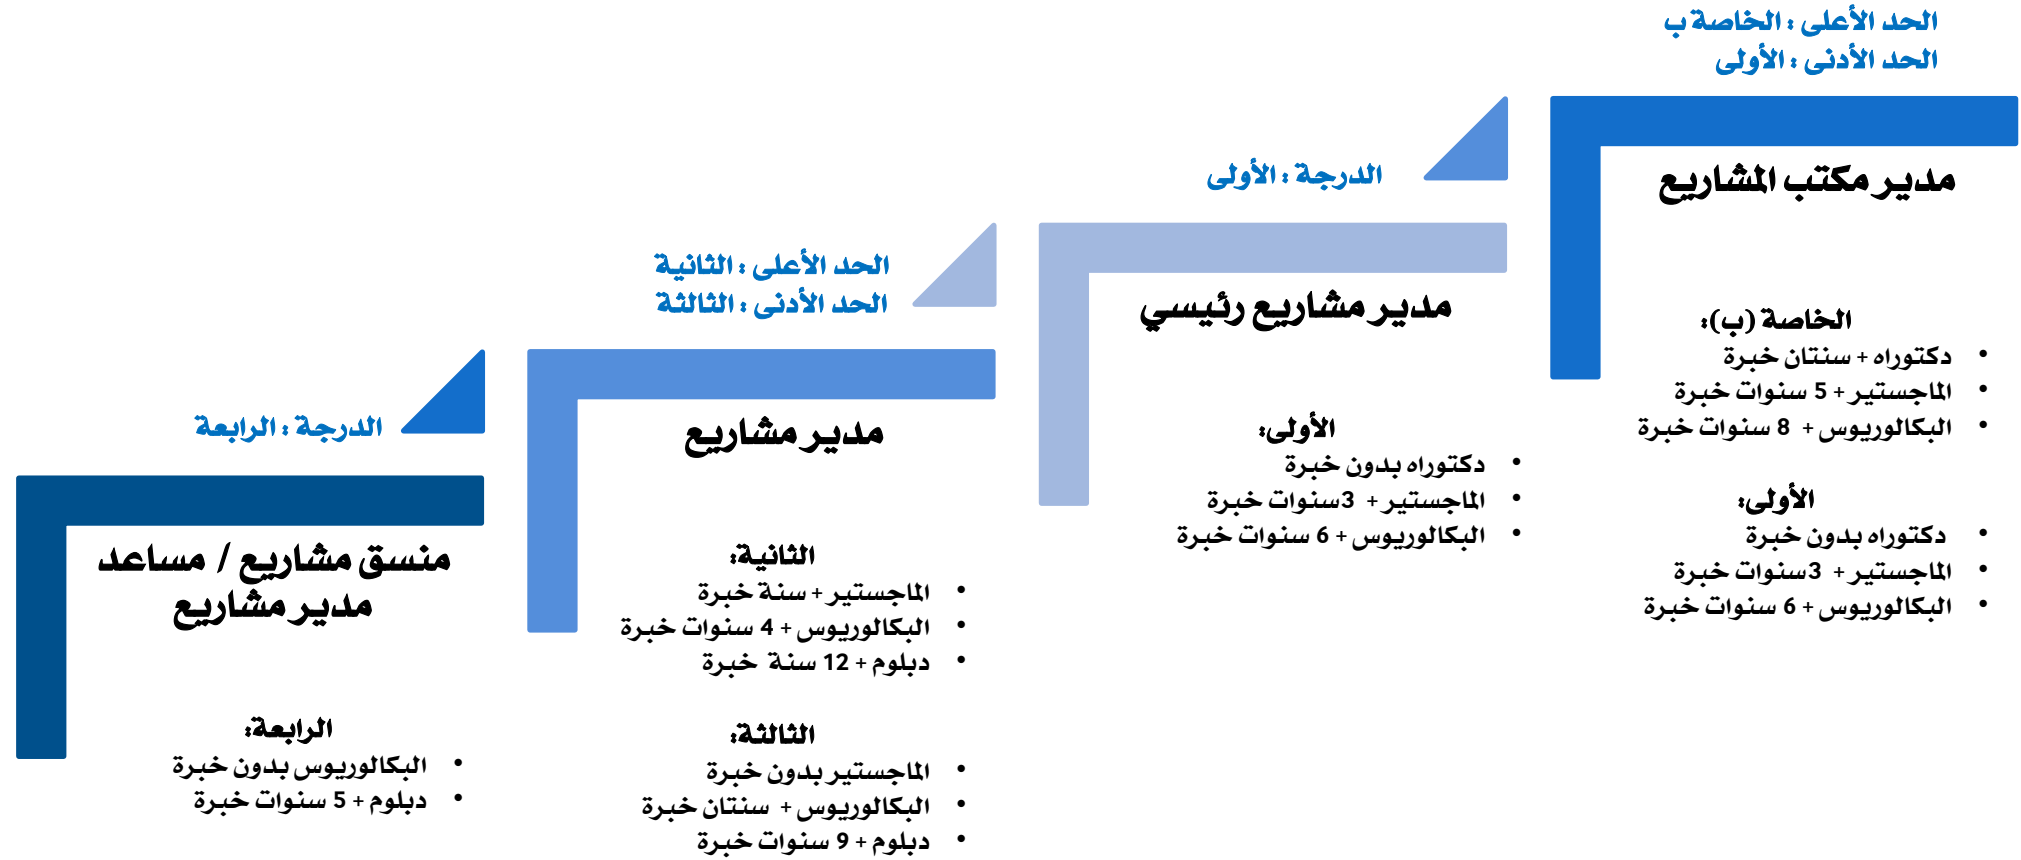 الحد الأعلى : الخاصة ب
الحد الأدنى : الأولى
مدير مكتب المشاريع
الخاصة (ب):
• دكتوراه + سنتان خبرة
• الماجستير + 5 سنوات خبرة
• البكالوريوس + 8 سنوات خبرة
الأولى:
• دكتوراه بدون خبرة
• الماجستير + 3سنوات خبرة
• البكالوريوس + 6 سنوات خبرة
الدرجة : الأولى
مدير مشاريع رئيسي
الأولى:
• دكتوراه بدون خبرة
• الماجستير + 3سنوات خبرة
• البكالوريوس + 6 سنوات خبرة
الحد الأعلى : الثانية
الحد الأدنى : الثالثة
مدير مشاريع
الثانية:
• الماجستير + سنة خبرة
• البكالوريوس + 4 سنوات خبرة
• دبلوم + 12 سنة خبرة
الثالثة:
• الماجستير بدون خبرة
• البكالوريوس + سنتان خبرة
• دبلوم + 9 سنوات خبرة
الدرجة : الرابعة
منسق مشاريع / مساعد
مدير مشاريع
الرابعة:
• البكالوريوس بدون خبرة
• دبلوم + 5 سنوات خبرة